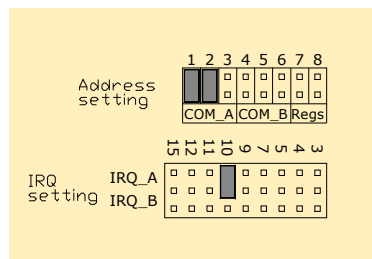 1 2 3 4 5 6 7 8
Address
setting
COM_A COM_B Regs
15 12 11 10 9 7 5 4 3
IRQ
setting
IRQ_A
IRQ_B